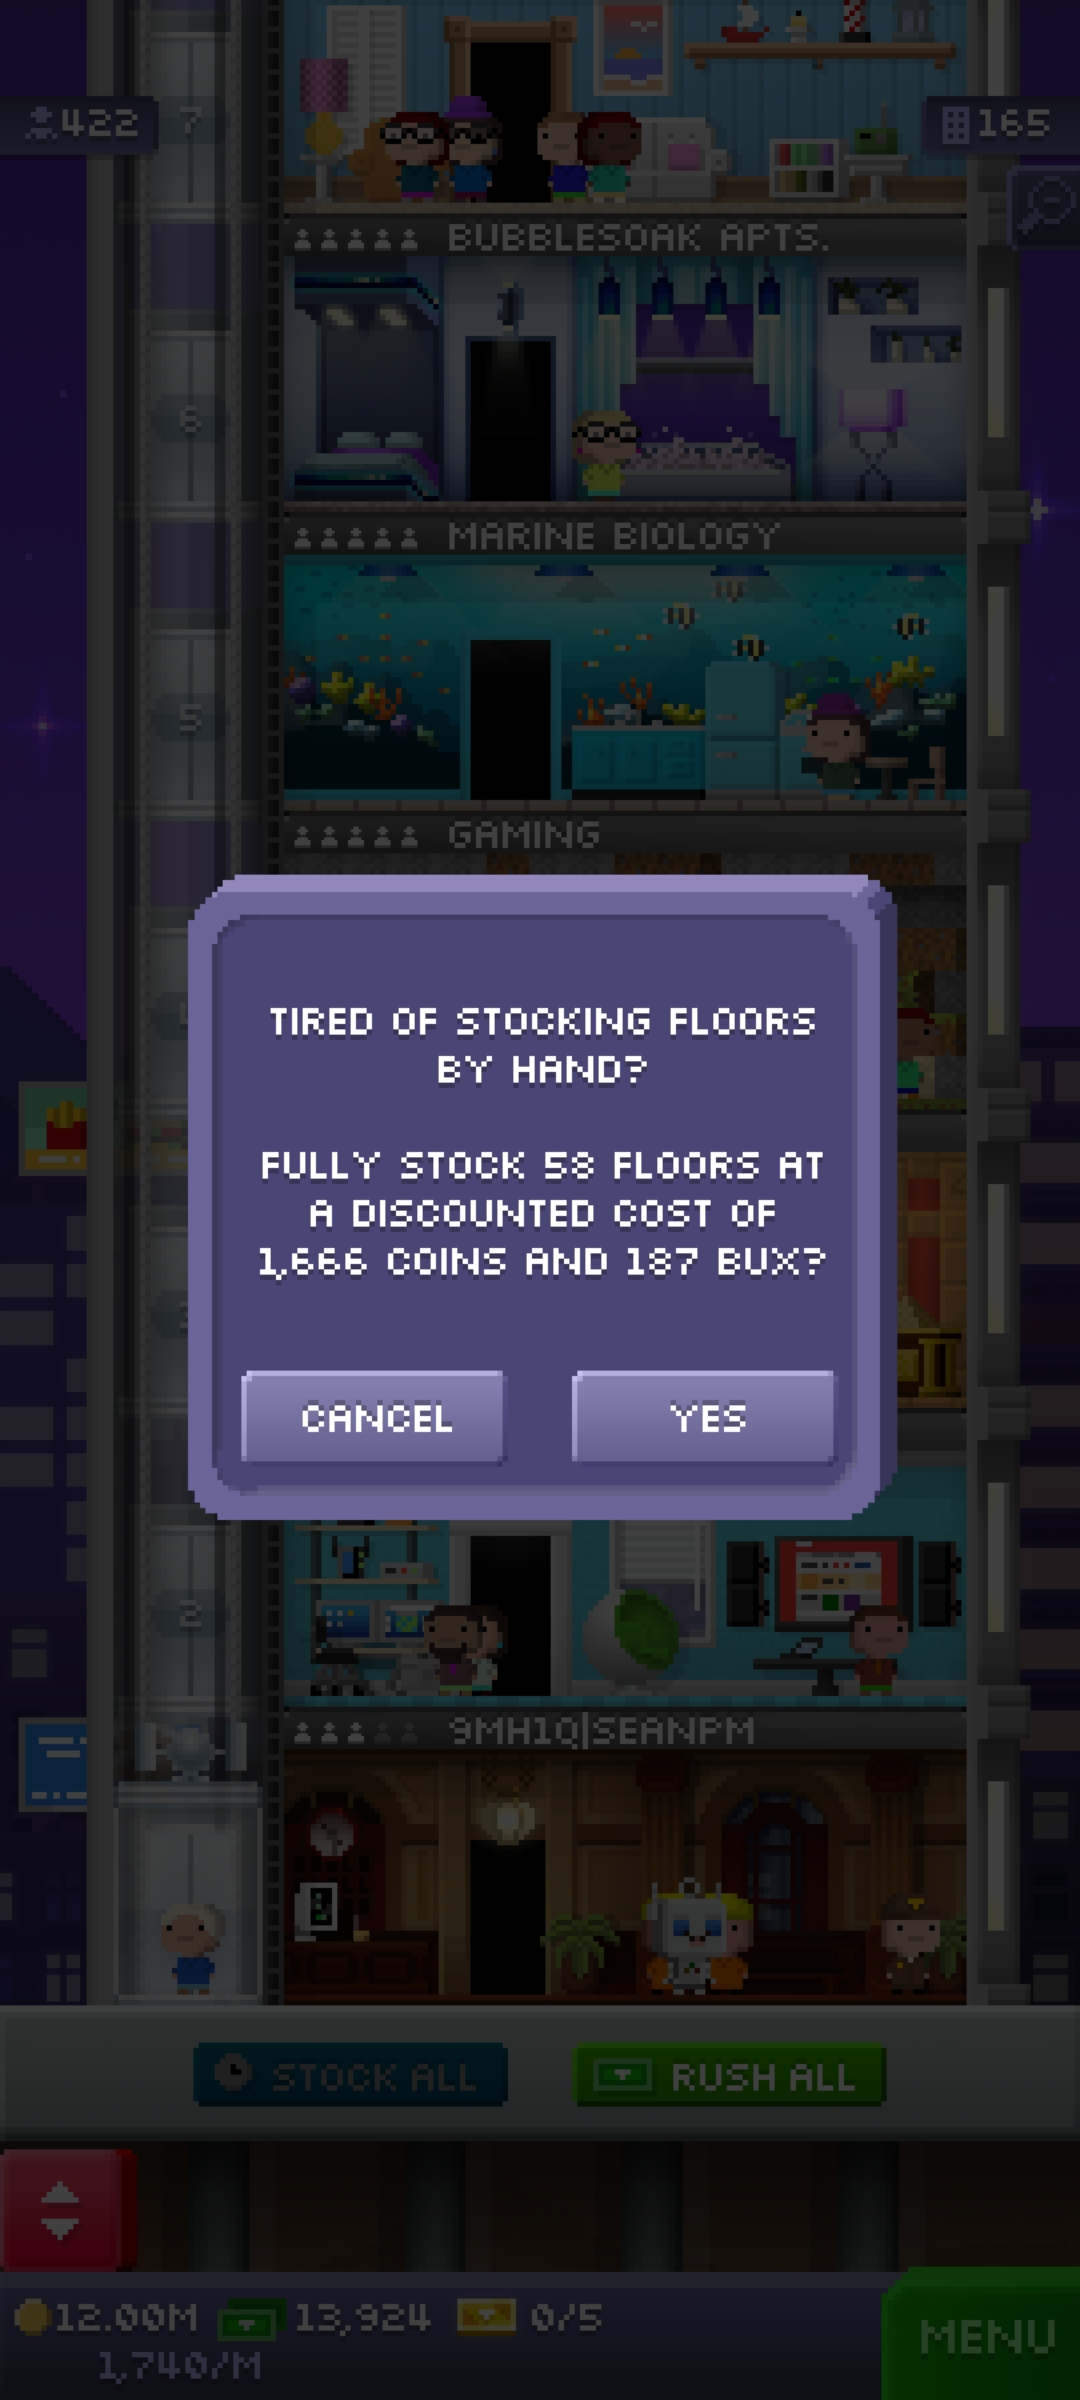 422
7
165
BUBBLESOAK APTS.
6
MARINE BIOLOGY
5
GAMING
TIRED OF STOCKING FLOORS
BY HAND?
FULLY STOCK 58 FLOORS AT
A DISCOUNTED COST OF
1,666 COINS AND 187 BUX?
CANCEL
YES
2
9MH1Q|SEANPM
STOCK ALL
RUSH ALL
12.00M
13,924
0/5
1,740/M
MENU